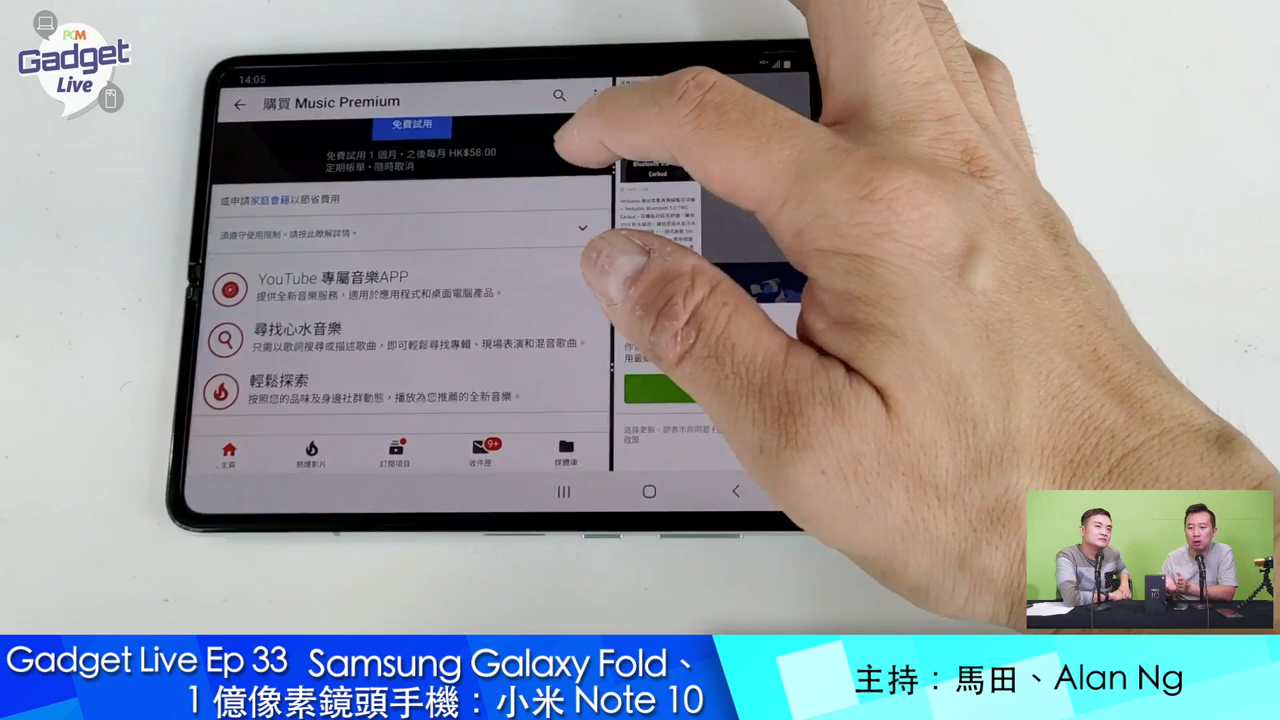 PCM
Gadget
Live
14:05
購買 Music Premium
免費試用
免費試用 1 個月・之後每月 HK$58.00
定期帳單・隨時取消
或申請家庭會籍以節省費用
須遵守使用限制。請按此瞭解詳情。
YouTube 專屬音樂APP
提供全新音樂服務，適用於應用程式和桌面電腦產品。
尋找心水音樂
只需以歌詞搜尋或描述歌曲，即可輕鬆尋找專輯、現場表演和混音歌曲。
輕鬆探索
按照您的品味及身邊社群動態，播放為您推薦的全新音樂。
主頁
熱爆影片
訂閱項目
9+
收件匣
媒體庫
Bluetooth 5.0
Earbud
用最
政策
Gadget Live Ep 33 Samsung Galaxy Fold、
1 億像素鏡頭手機：小米 Note 10
主持：馬田、Alan Ng